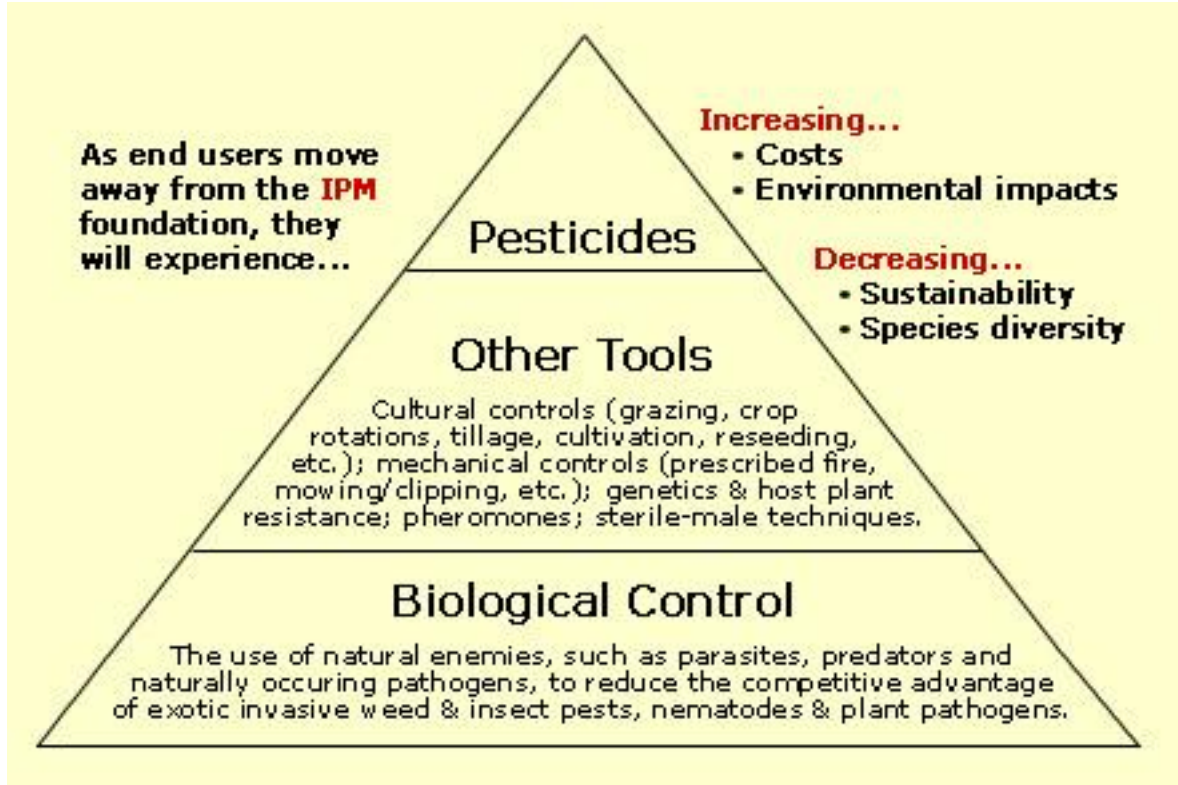 As end users move
away from the IPM
foundation, they
will experience...
Increasing...
• Costs
• Environmental impacts
Decreasing...
• Sustainability
• Species diversity
Pesticides
Other Tools
Cultural controls (grazing, crop
rotations, tillage, cultivation, reseeding,
etc.); mechanical controls (prescribed fire,
mowing/clipping, etc.); genetics & host plant
resistance; pheromones; sterile-male techniques.
Biological Control
The use of natural enemies, such as parasites, predators and
naturally occuring pathogens, to reduce the competitive advantage
of exotic invasive weed & insect pests, nematodes & plant pathogens.